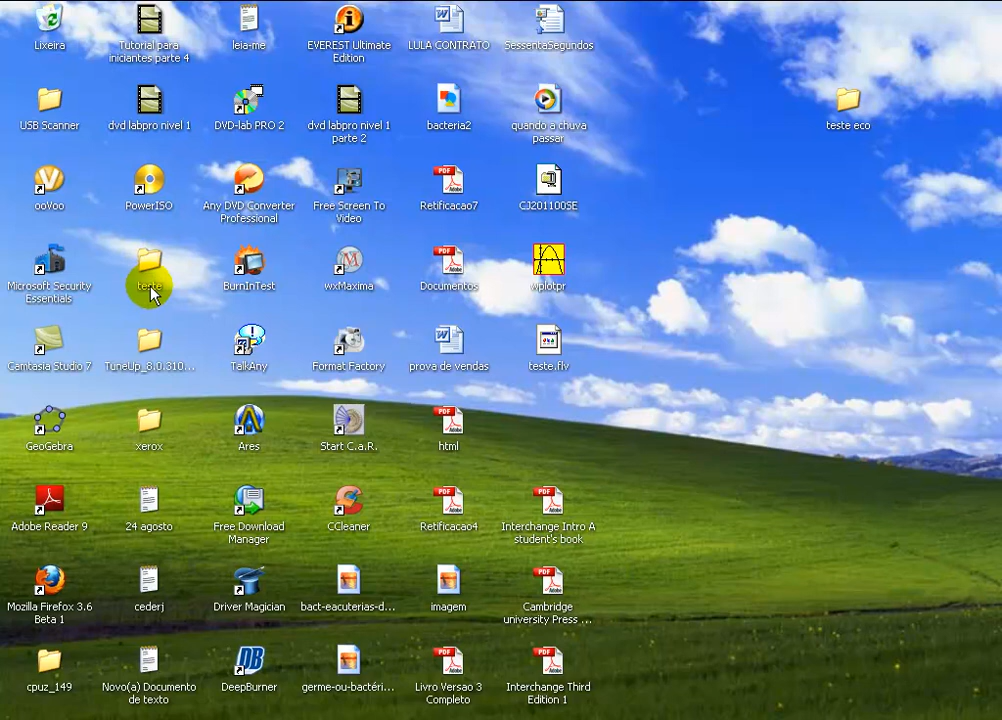 Lixeira
Tutorial para
iniciantes parte 4
leia-me
EVEREST Ultimate
Edition
LULA CONTRATO
SessentaSegundos
USB Scanner
dvd labpro nivel 1
DVD-lab PRO 2
dvd labpro nivel 1
parte 2
bacteria2
quando a chuva
passar
teste eco
ooVoo
PowerISO
Any DVD Converter
Professional
Free Screen To
Video
Retificacao7
CJ201100SE
Microsoft Security
Essentials
teste
BurnInTest
wxMaxima
Documentos
wplotpr
Camtasia Studio 7
TuneUp_8.0.310...
TalkAny
Format Factory
prova de vendas
teste.flv
GeoGebra
xerox
Ares
Start C.a.R.
html
Adobe Reader 9
24 agosto
Free Download
Manager
CCleaner
Retificacao4
Interchange Intro A
student's book
Mozilla Firefox 3.6
Beta 1
cederj
Driver Magician
bact-eacuterias-d...
imagem
Cambridge
university Press ...
cpuz_149
Novo(a) Documento
de texto
DeepBurner
germe-ou-bactéri...
Livro Versao 3
Completo
Interchange Third
Edition 1